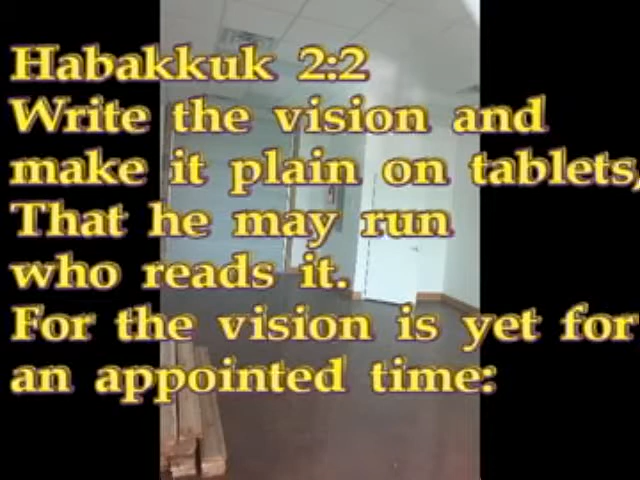 Habakkuk 2:2
Write the vision and
make it plain on tablets,
That he may run
who reads it.
For the vision is yet for
an appointed time: